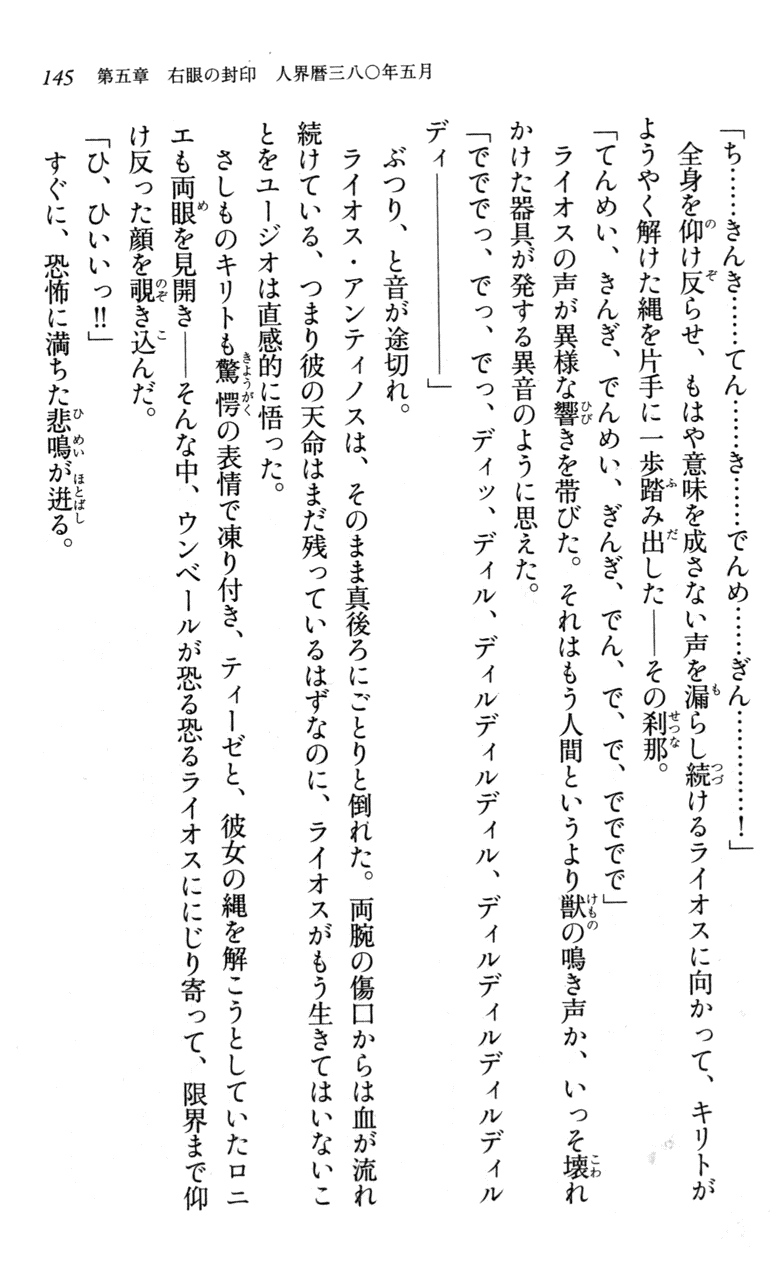 145　第五章　右眼の封印　人界暦三八〇年五月
「ち……きんき……てん……き……でんめ……ぎん…………！」
　全身を仰け反らせ、もはや意味を成さない声を漏らし続けるライオスに向かって、キリトが
ようやく解けた縄を片手に一歩踏み出した――その刹那。
「てんめい、きんぎ、でんめい、ぎんぎ、でん、で、で、でででで」
　ライオスの声が異様な響きを帯びた。それはもう人間というより獣の鳴き声か、いっそ壊れ
かけた器具が発する異音のように思えた。
「でででっ、でっ、でっ、ディッ、ディル、ディルディルディル、ディルディルディルディル
ディ――――――」
　ぶつり、と音が途切れ。
　ライオス・アンティノスは、そのまま真後ろにごとりと倒れた。両腕の傷口からは血が流れ
続けている、つまり彼の天命はまだ残っているはずなのに、ライオスがもう生きてはいないこ
とをユージオは直感的に悟った。
　さしものキリトも驚愕の表情で凍り付き、ティーゼと、彼女の縄を解こうとしていたロニ
エも両眼を見開き――そんな中、ウンベールが恐る恐るライオスににじり寄って、限界まで仰
け反った顔を覗き込んだ。
「ひ、ひいいっ!!」
　すぐに、恐怖に満ちた悲鳴が迸る。